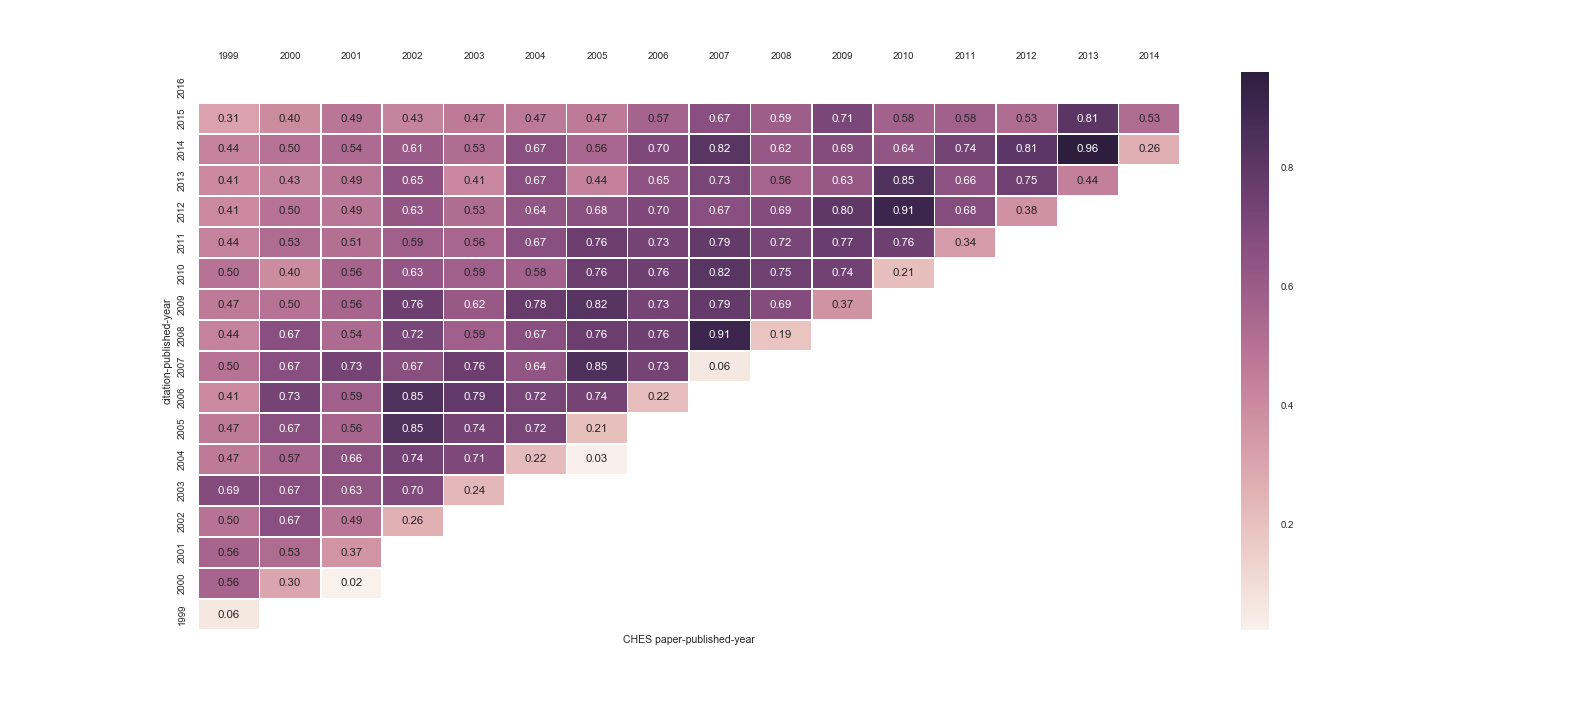 1999 2000 2001 2002 2003 2004 2005 2006 2007 2008 2009 2010 2011 2012 2013 2014
2016
2015 0.31 0.40 0.49 0.43 0.47 0.47 0.47 0.57 0.67 0.59 0.71 0.58 0.58 0.53 0.81 0.53
2014 0.44 0.50 0.54 0.61 0.53 0.67 0.56 0.70 0.82 0.62 0.69 0.64 0.74 0.81 0.96 0.26
0.8
2013 0.41 0.43 0.49 0.65 0.41 0.67 0.44 0.65 0.73 0.56 0.63 0.85 0.66 0.75 0.44
2012 0.41 0.50 0.49 0.63 0.53 0.64 0.68 0.70 0.67 0.69 0.80 0.91 0.68 0.38
2011 0.44 0.53 0.51 0.59 0.56 0.67 0.76 0.73 0.79 0.72 0.77 0.76 0.34
2010 0.50 0.40 0.56 0.63 0.59 0.58 0.76 0.76 0.82 0.75 0.74 0.21
0.6
2009 0.47 0.50 0.56 0.76 0.62 0.78 0.82 0.73 0.79 0.69 0.37
2008 0.44 0.67 0.54 0.72 0.59 0.67 0.76 0.76 0.91 0.19
citation-published-year
2007 0.50 0.67 0.73 0.67 0.76 0.64 0.85 0.73 0.06
2006 0.41 0.73 0.59 0.85 0.79 0.72 0.74 0.22
0.4
2005 0.47 0.67 0.56 0.85 0.74 0.72 0.21
2004 0.47 0.57 0.66 0.74 0.71 0.22 0.03
2003 0.69 0.67 0.63 0.70 0.24
2002 0.50 0.67 0.49 0.26
0.2
2001 0.56 0.53 0.37
2000 0.56 0.30 0.02
1999 0.06
CHES paper-published-year